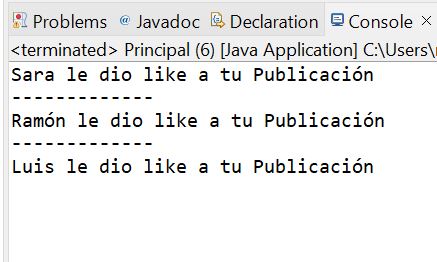 Problems @ Javadoc Declaration Console ×
<terminated> Principal (6) [Java Application] C:\Users\
Sara le dio like a tu Publicación
-------------
Ramón le dio like a tu Publicación
-------------
Luis le dio like a tu Publicación